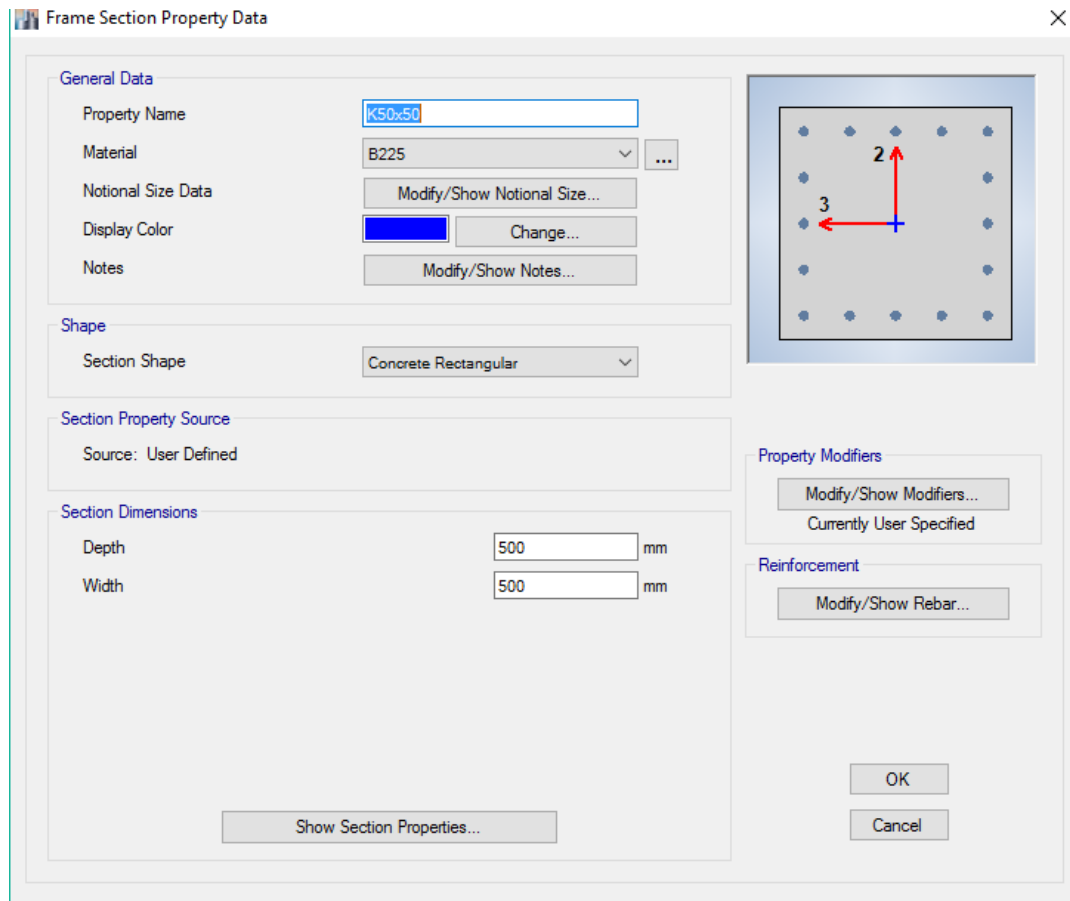 Frame Section Property Data
General Data
Property Name K50x50
Material B225 ...
Notional Size Data Modify/Show Notional Size...
Display Color Change...
Notes Modify/Show Notes...
2
3
Shape
Section Shape Concrete Rectangular
Section Property Source
Source: User Defined
Property Modifiers
Modify/Show Modifiers...
Currently User Specified
Section Dimensions
Depth 500 mm
Width 500 mm
Reinforcement
Modify/Show Rebar...
OK
Show Section Properties...
Cancel